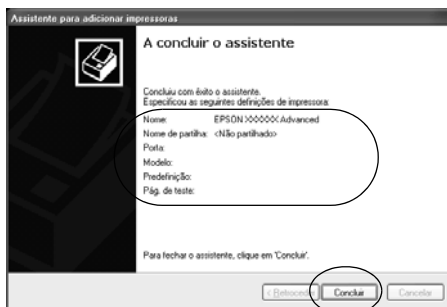 Assistente para adicionar impressoras
A concluir o assistente
Concluiu com êxito o assistente.
Especificou as seguintes definições de impressora:
Nome: EPSON XXXXXX Advanced
Nome de partilha: <Não partilhado>
Porta:
Modelo:
Predefinição:
Pág. de teste:
Para fechar o assistente, clique em 'Concluir'.
< Retroceder Concluir Cancelar